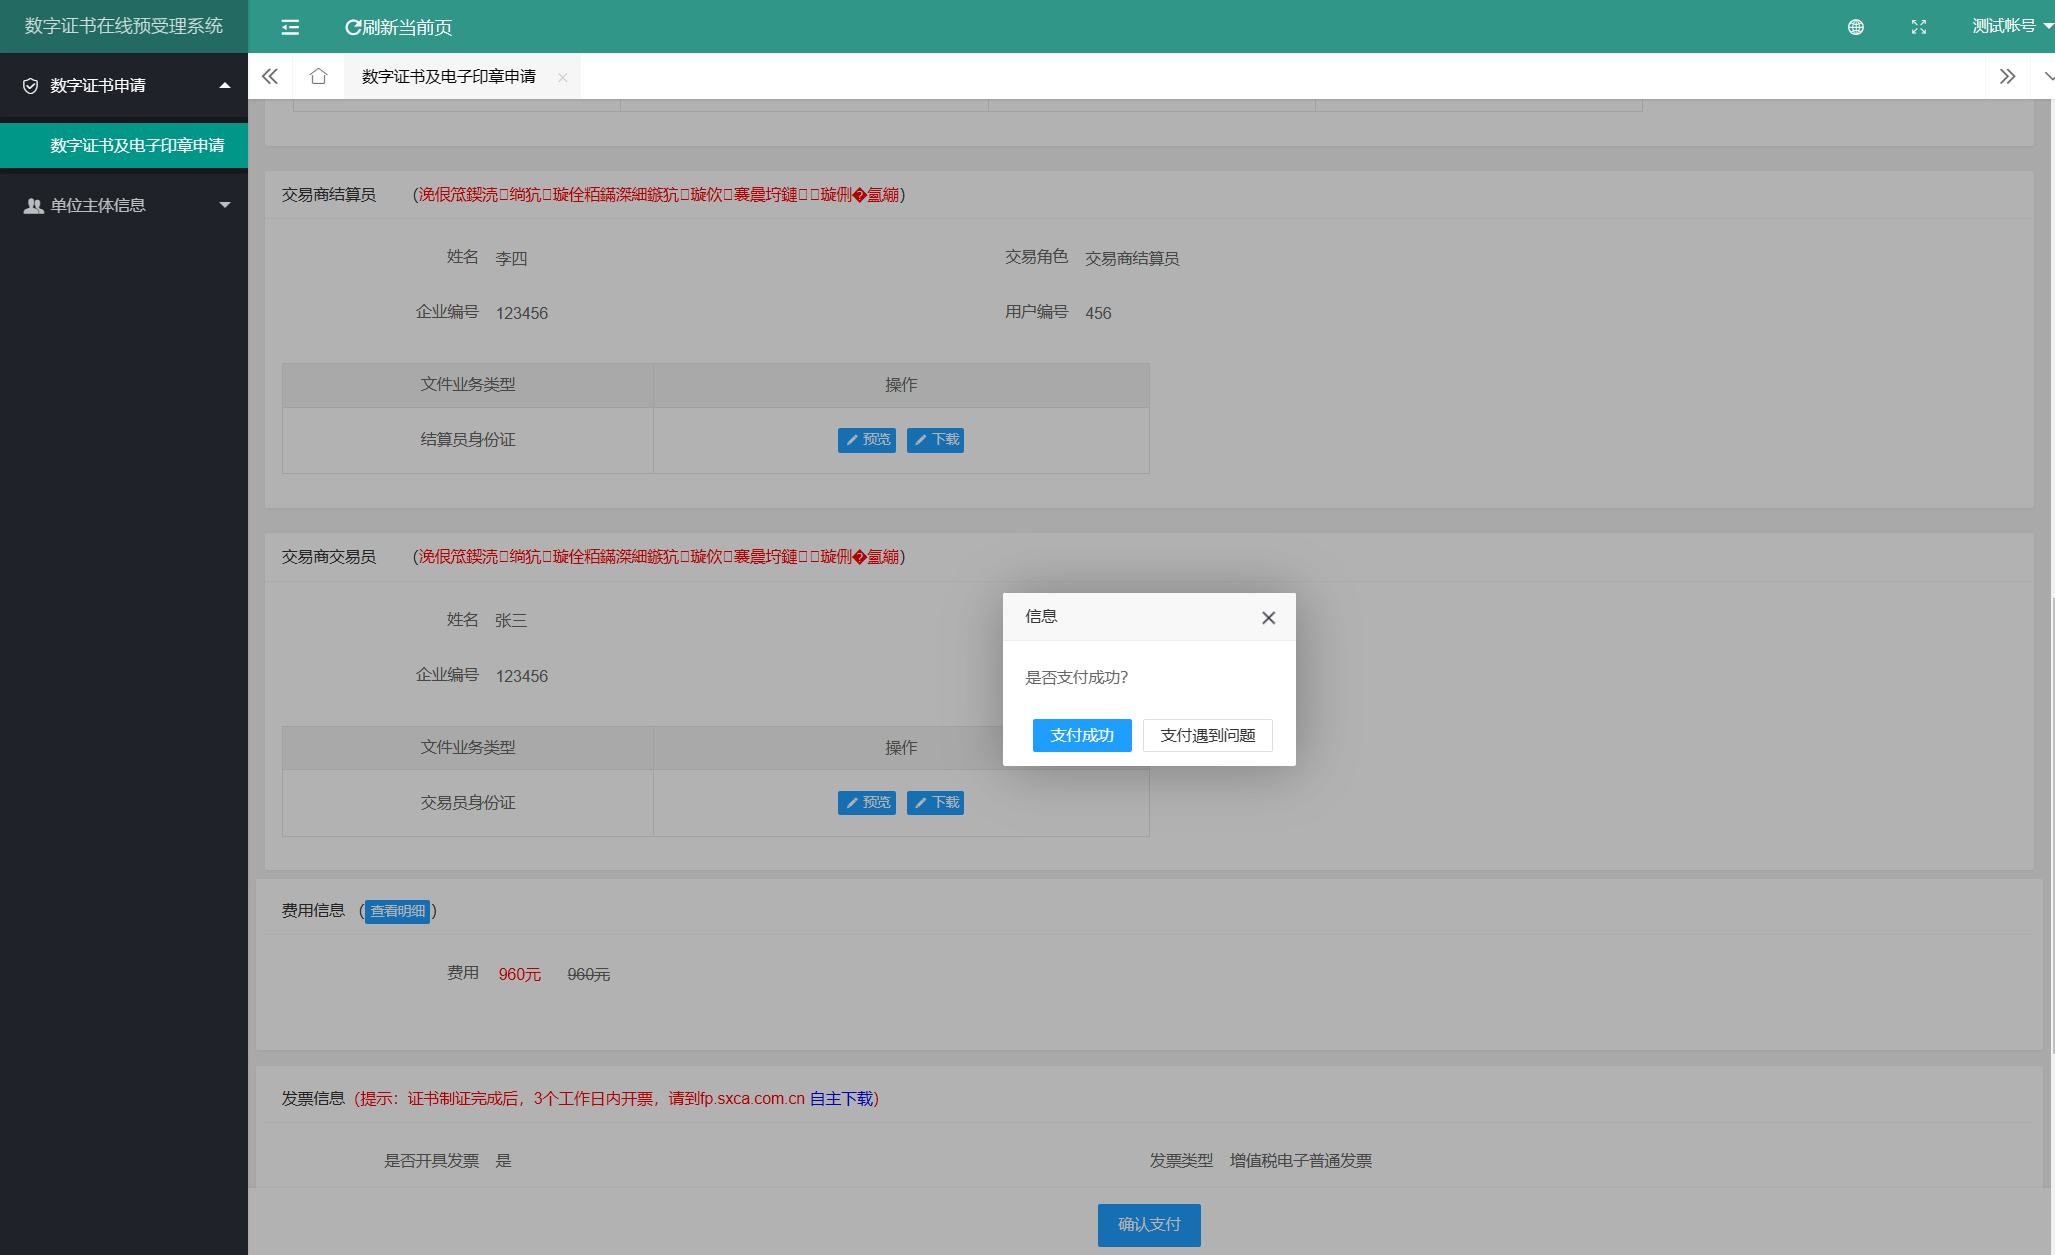 数字证书在线预受理系统
刷新当前页
测试帐号
数字证书申请
数字证书及电子印章申请
单位主体信息
数字证书及电子印章申请
交易商结算员
姓名 李四
交易角色 交易商结算员
企业编号 123456
用户编号 456
文件业务类型 操作
结算员身份证 预览 下载
交易商交易员
姓名 张三
企业编号 123456
文件业务类型 操作
交易员身份证 预览 下载
信息
是否支付成功?
支付成功 支付遇到问题
费用信息 (查看明细)
费用 960元 960元
发票信息 (提示：证书制证完成后，3个工作日内开票，请到fp.sxca.com.cn 自主下载)
是否开具发票 是
发票类型 增值税电子普通发票
确认支付